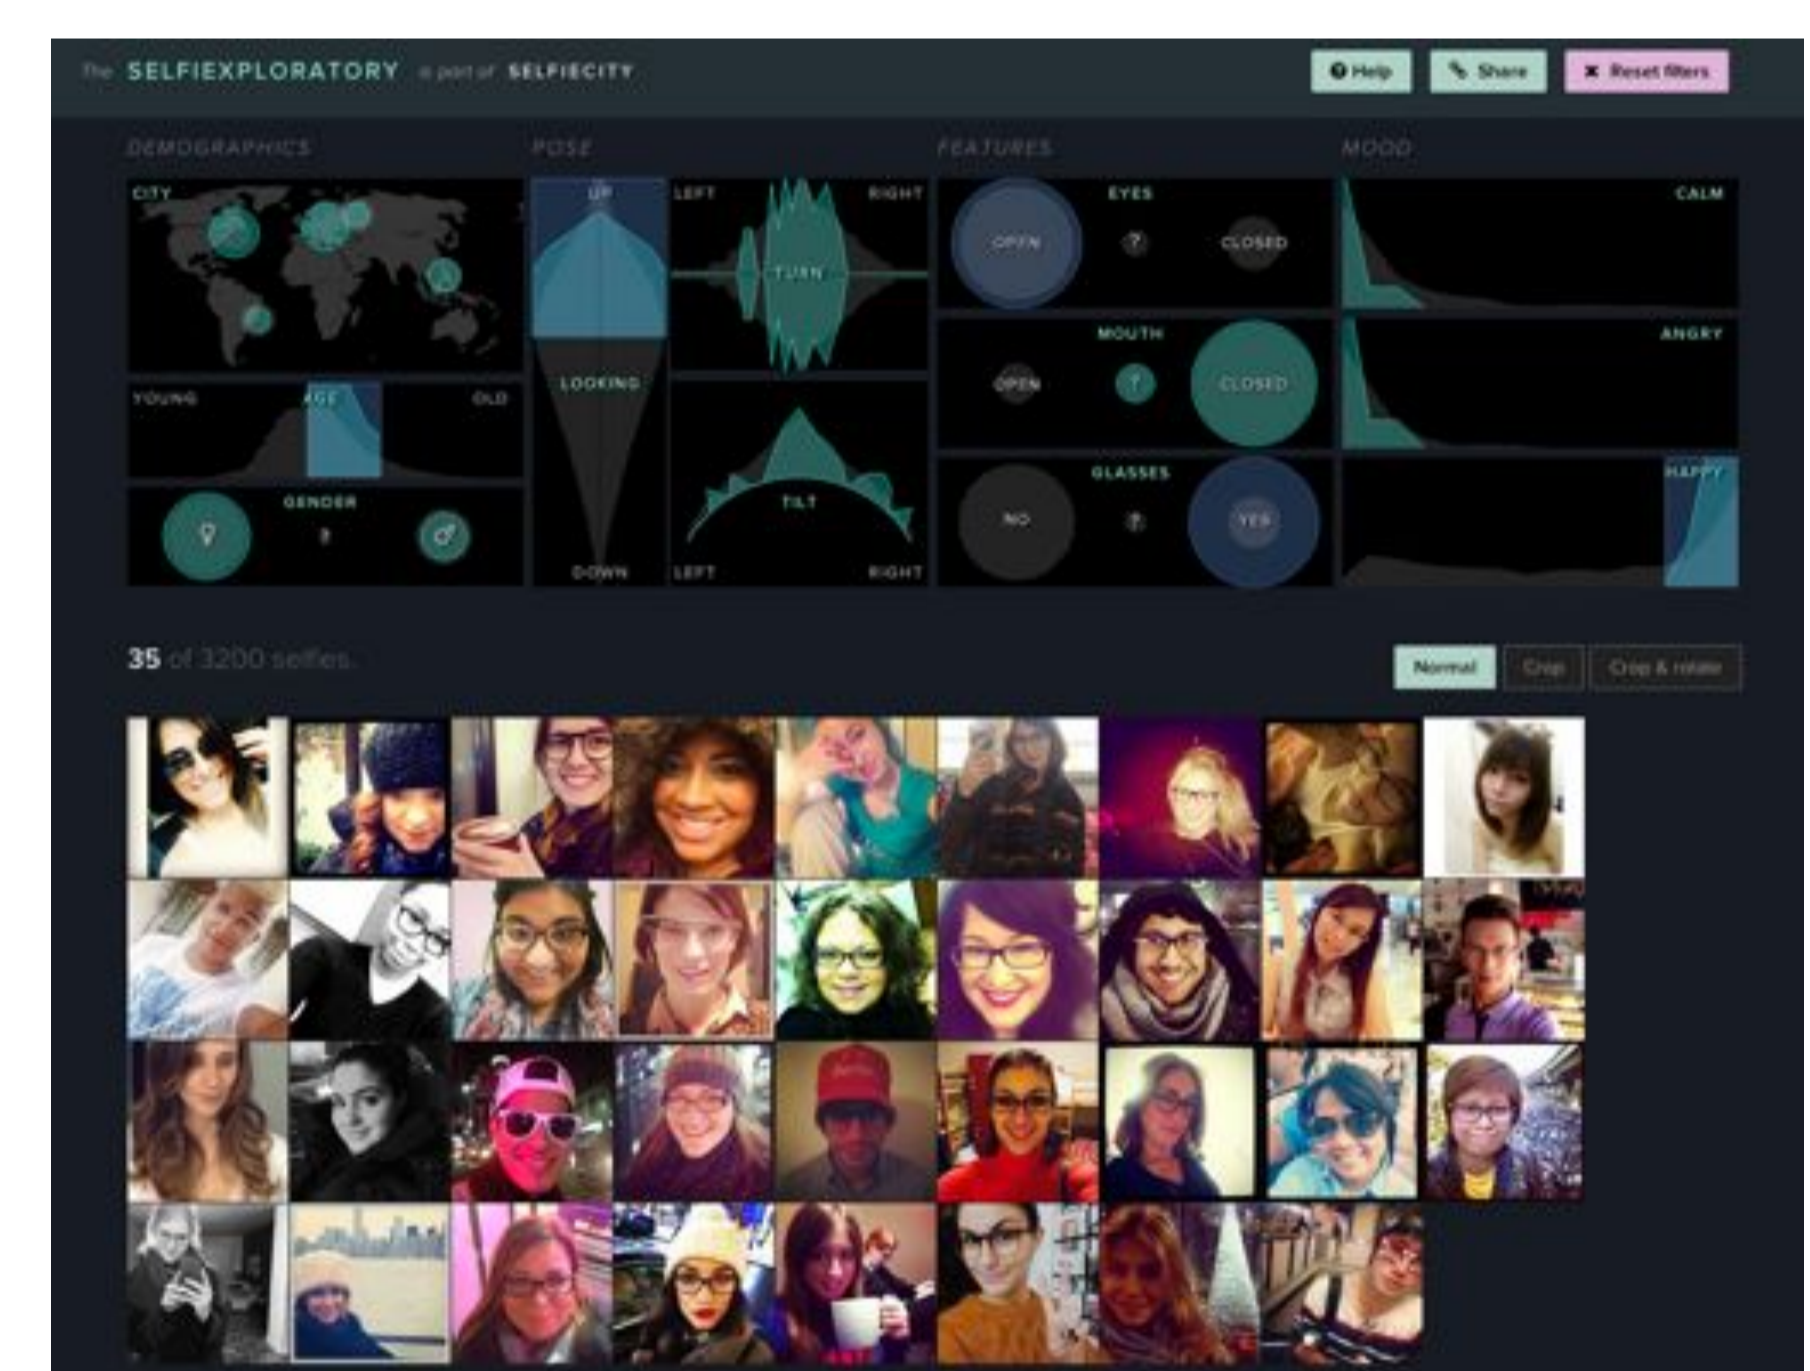 The SELFIEXPLORATORY a part of SELFIECITY
Help
Share
Reset filters
DEMOGRAPHICS
POSE
FEATURES
MOOD
CITY
UP
LEFT
RIGHT
TURN
EYES
OPEN
?
CLOSED
CALM
MOUTH
OPEN
?
CLOSED
ANGRY
YOUNG
AGE
OLD
LOOKING
GENDER
?
TILT
DOWN
LEFT
RIGHT
GLASSES
NO
?
YES
HAPPY
35 of 3200 selfies.
Normal
Crop
Crop & rotate